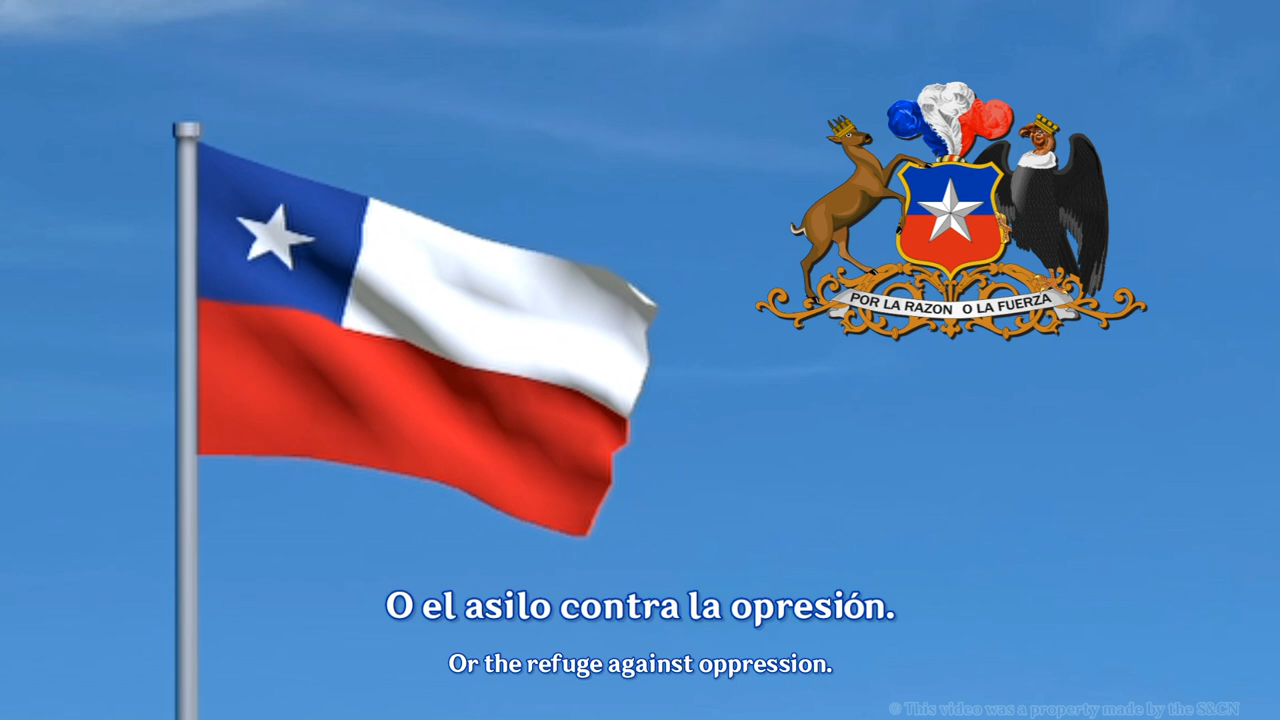 POR LA RAZON O LA FUERZA
O el asilo contra la opresión.
Or the refuge against oppression.
© This video was a property made by the S&CN